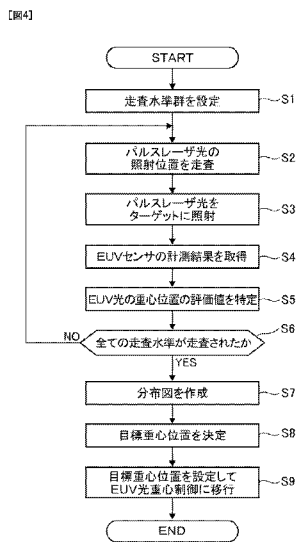 [図4]
START
走査水準群を設定
S1
パルスレーザ光の
照射位置を走査
S2
パルスレーザ光を
ターゲットに照射
S3
EUVセンサの計測結果を取得
S4
EUV光の重心位置の評価値を特定
S5
全ての走査水準が走査されたか
S6
NO
YES
分布図を作成
S7
目標重心位置を決定
S8
目標重心位置を設定して
EUV光重心制御に移行
S9
END